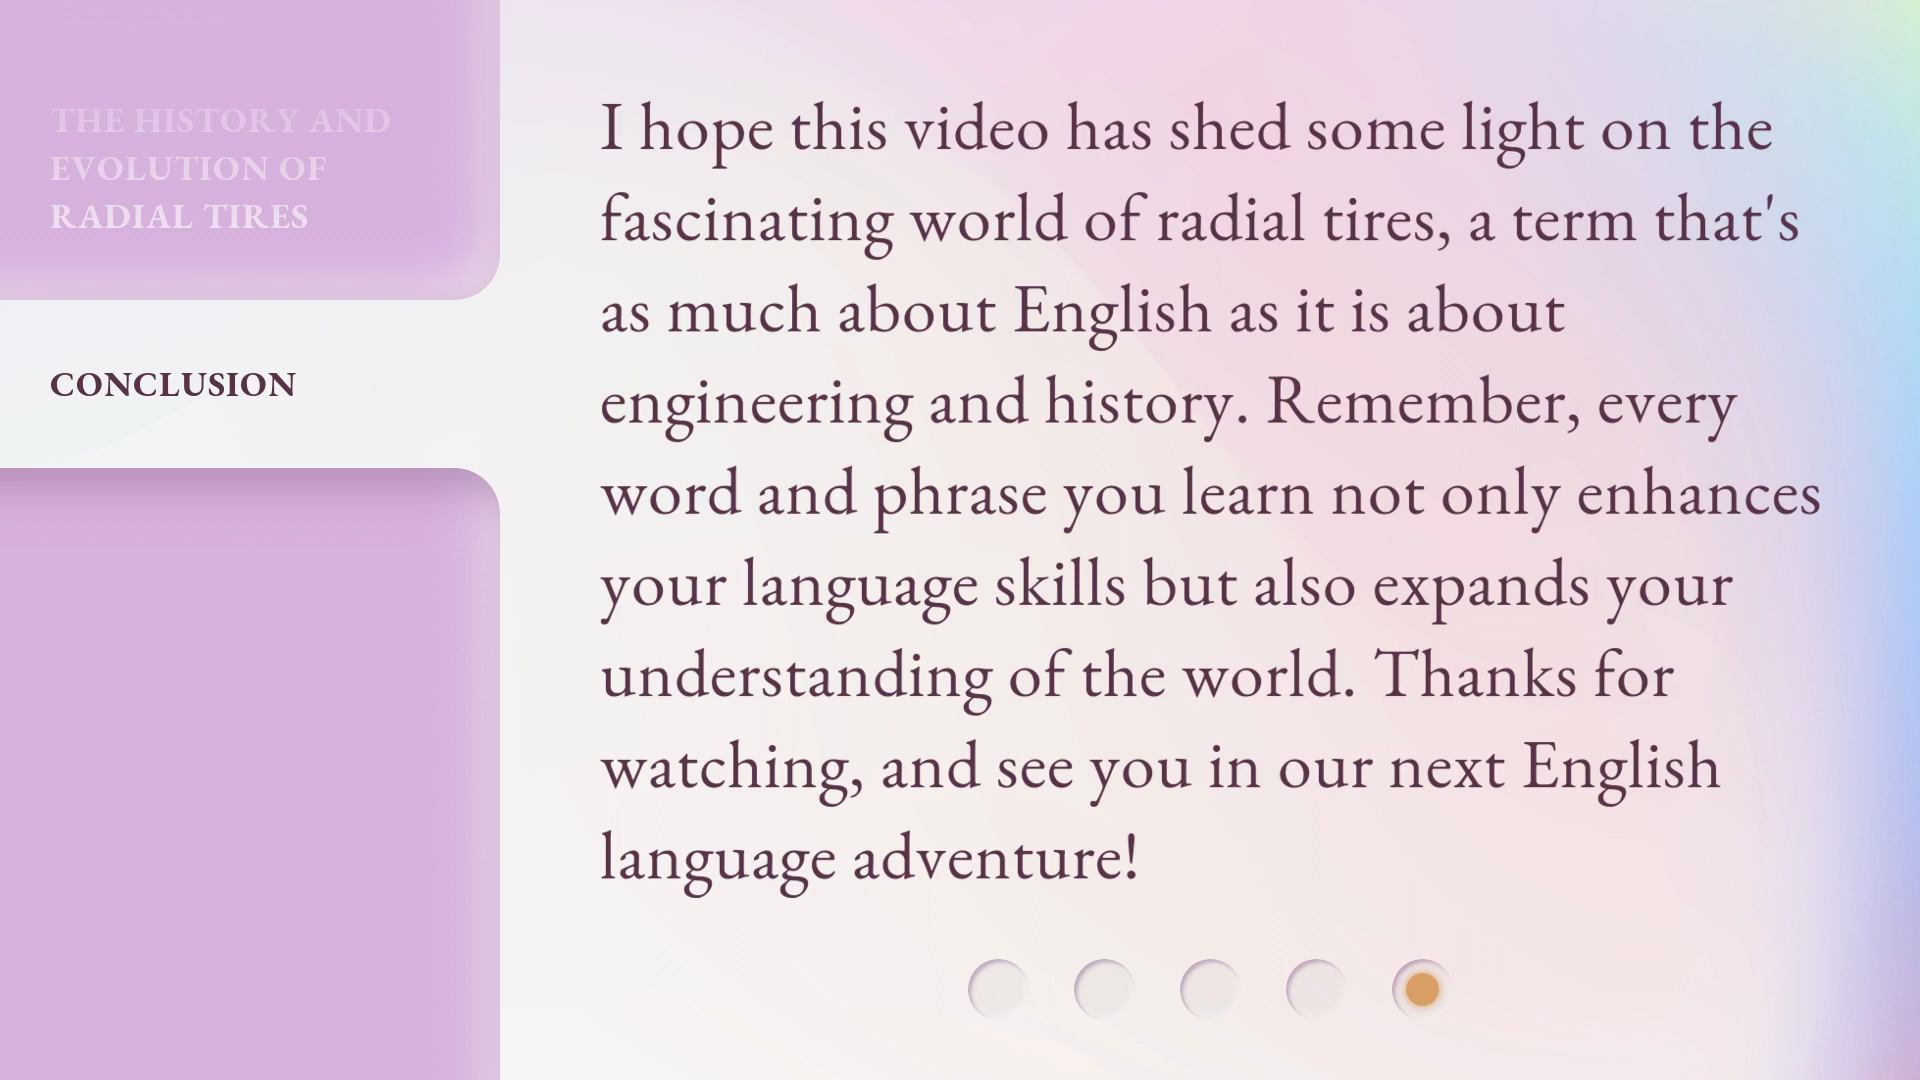 THE HISTORY AND
EVOLUTION OF
RADIAL TIRES
CONCLUSION
I hope this video has shed some light on the
fascinating world of radial tires, a term that's
as much about English as it is about
engineering and history. Remember, every
word and phrase you learn not only enhances
your language skills but also expands your
understanding of the world. Thanks for
watching, and see you in our next English
language adventure!